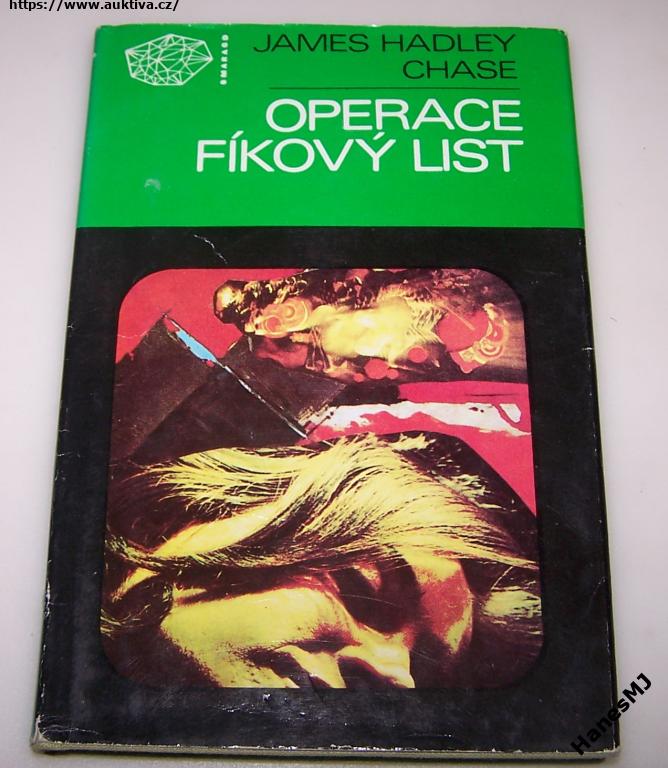 https://www.auktiva.cz/
SMARAGD
JAMES HADLEY
CHASE
OPERACE
FÍKOVÝ LIST
HanesMJ